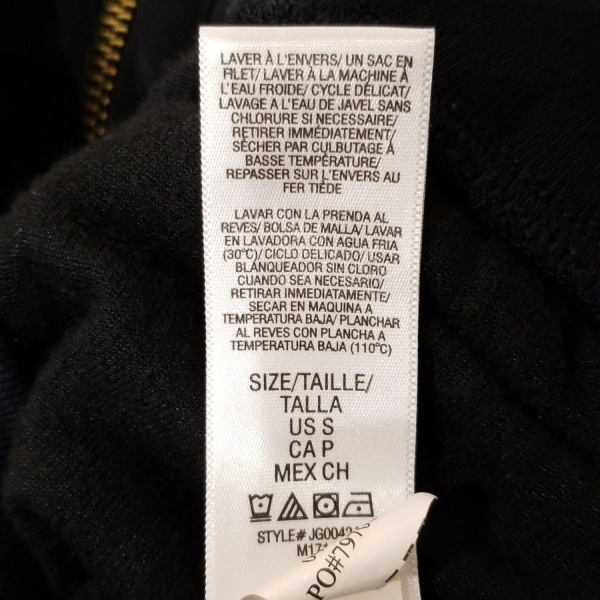 LAVER À L'ENVERS/ UN SAC EN
FILET/ LAVER À LA MACHINE À
L'EAU FROIDE/ CYCLE DÉLICAT/
LAVAGE A L'EAU DE JAVEL SANS
CHLORURE SI NECESSAIRE/
RETIRER IMMÉDIATEMENT/
SÉCHER PAR CULBUTAGE À
BASSE TEMPÉRATURE/
REPASSER SUR L'ENVERS AU
FER TIÈDE
LAVAR CON LA PRENDA AL
REVES/ BOLSA DE MALLA/ LAVAR
EN LAVADORA CON AGUA FRIA
(30°C)/ CICLO DELICADO/ USAR
BLANQUEADOR SIN CLORO
CUANDO SEA NECESARIO/
RETIRAR INMEDIATAMENTE/
SECAR EN MAQUINA A
TEMPERATURA BAJA/ PLANCHAR
AL REVES CON PLANCHA A
TEMPERATURA BAJA (110°C)
SIZE/TAILLE/
TALLA
US S
CA P
MEX CH
STYLE# JG0042
M17
PO#797